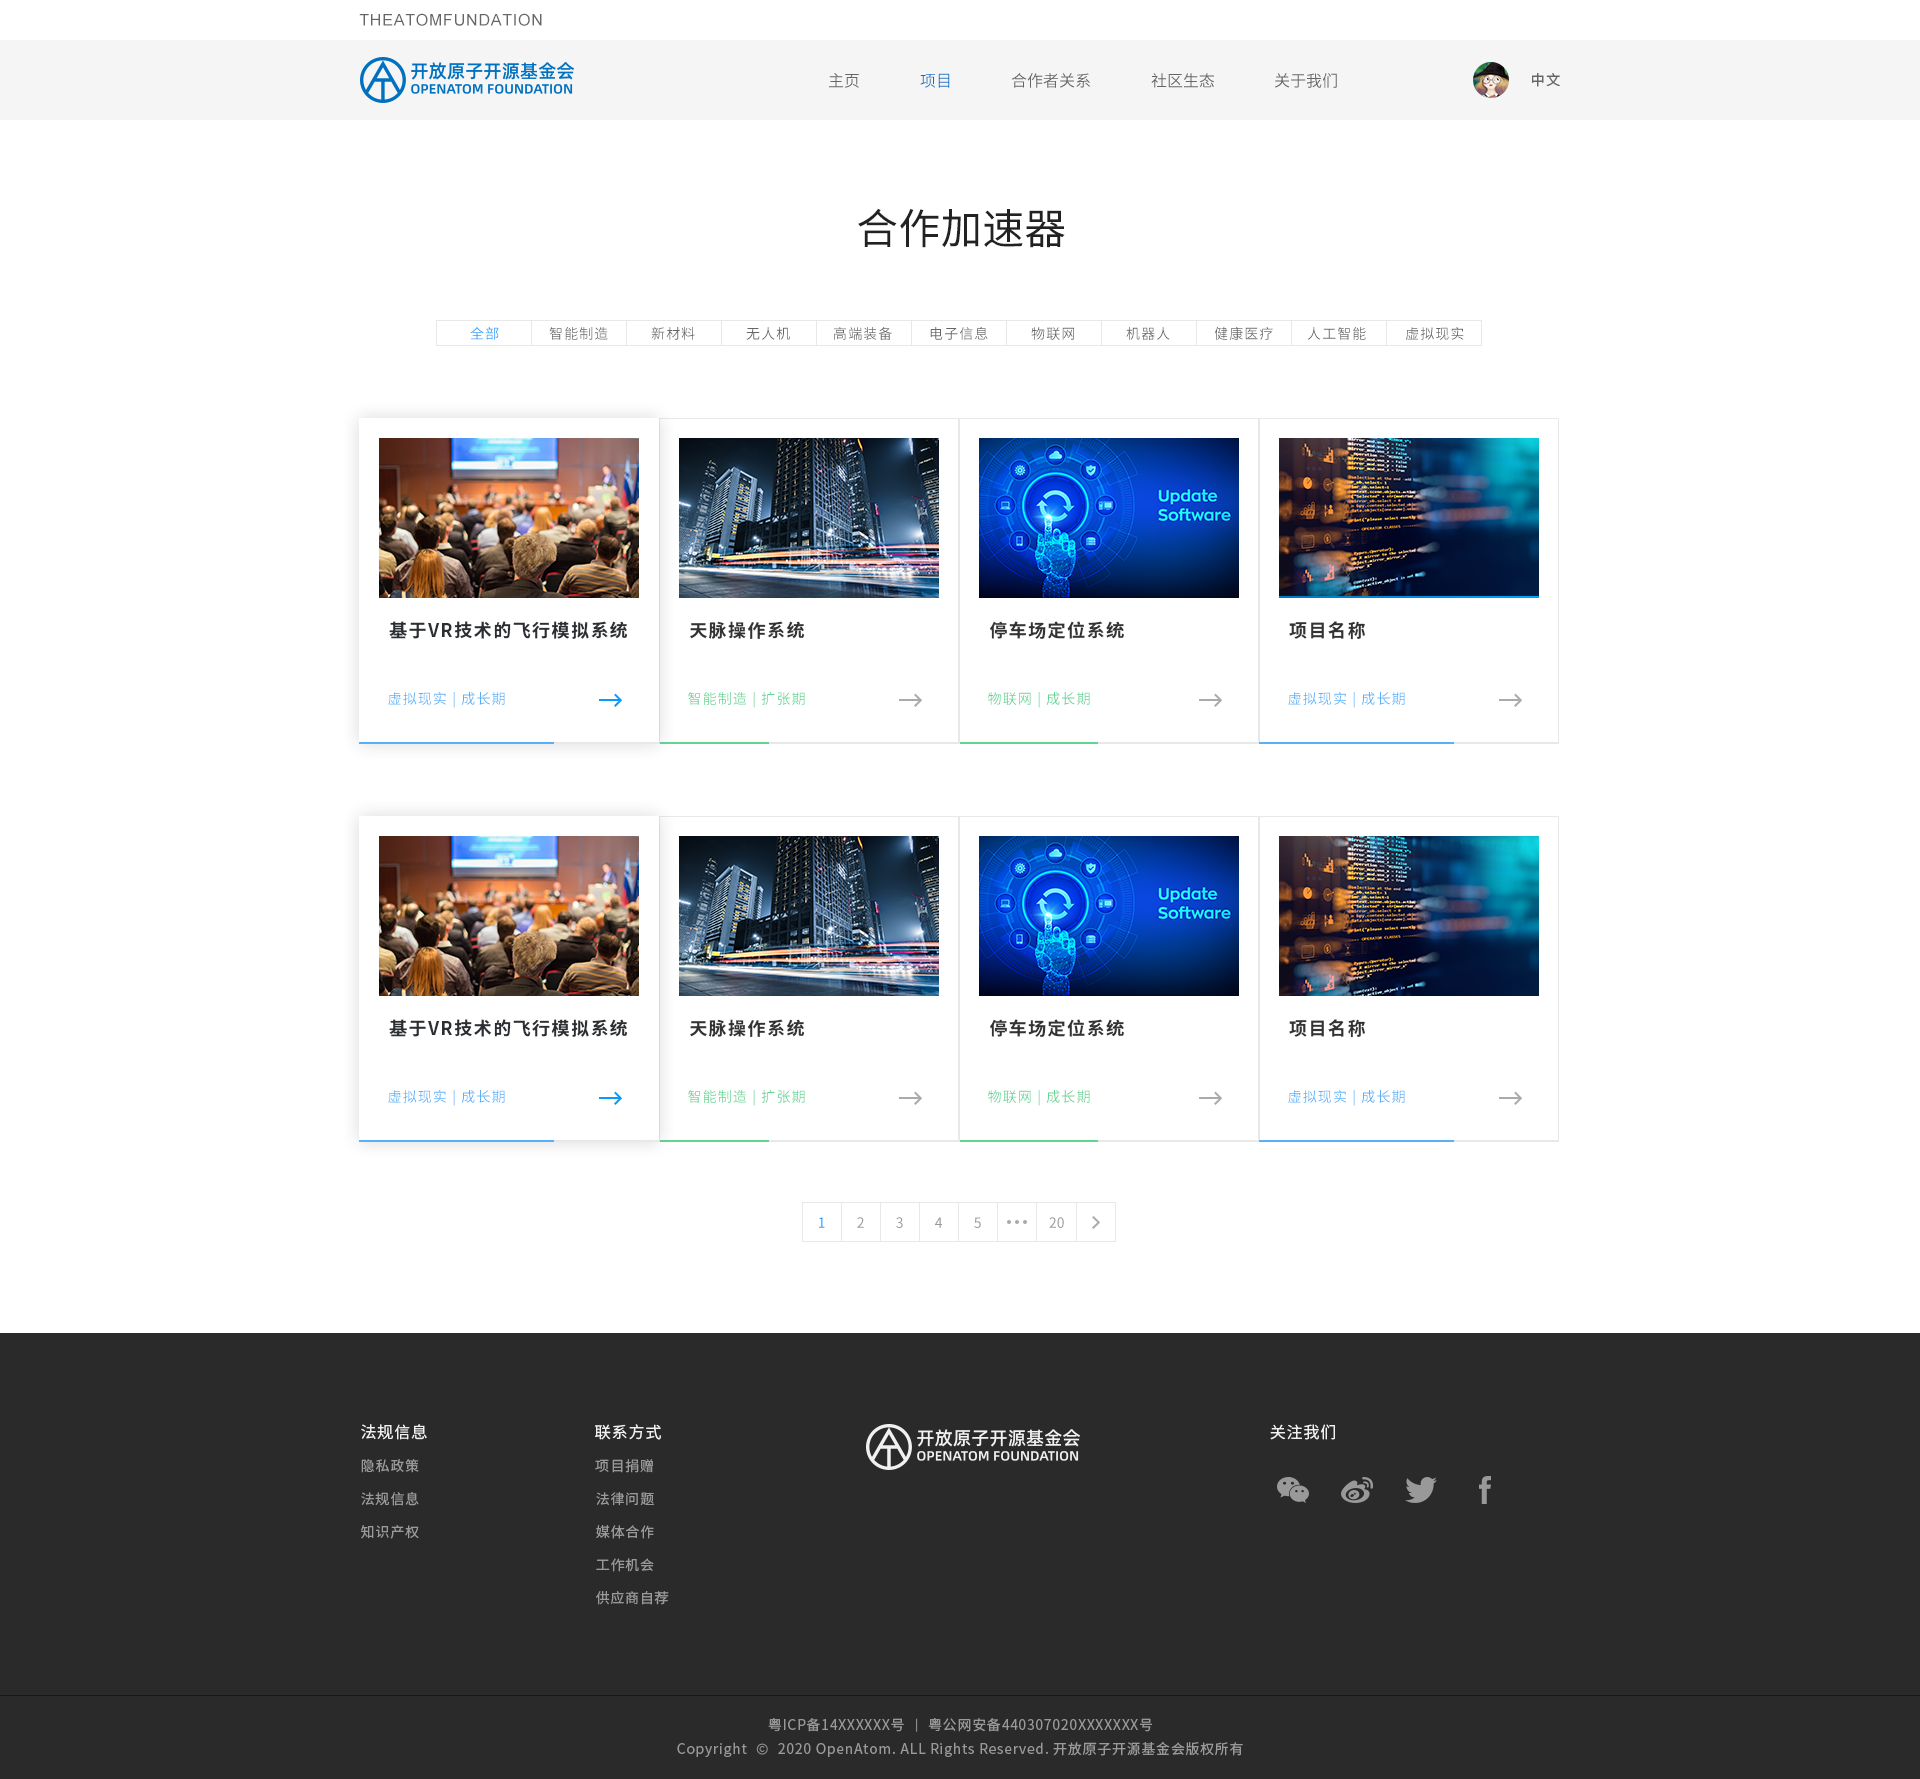 THEATOMFUNDATION
开放原子开源基金会
OPENATOM FOUNDATION
主页 项目 合作者关系 社区生态 关于我们 中文
合作加速器
全部 智能制造 新材料 无人机 高端装备 电子信息 物联网 机器人 健康医疗 人工智能 虚拟现实
Update
Software
基于VR技术的飞行模拟系统 天脉操作系统 停车场定位系统 项目名称
虚拟现实 | 成长期 智能制造 | 扩张期 物联网 | 成长期 虚拟现实 | 成长期
Update
Software
基于VR技术的飞行模拟系统 天脉操作系统 停车场定位系统 项目名称
虚拟现实 | 成长期 智能制造 | 扩张期 物联网 | 成长期 虚拟现实 | 成长期
1 2 3 4 5 ••• 20
法规信息
隐私政策
法规信息
知识产权
联系方式
项目捐赠
法律问题
媒体合作
工作机会
供应商自荐
开放原子开源基金会
OPENATOM FOUNDATION
关注我们
粤ICP备14XXXXXX号 | 粤公网安备440307020XXXXXXX号
Copyright © 2020 OpenAtom. ALL Rights Reserved. 开放原子开源基金会版权所有